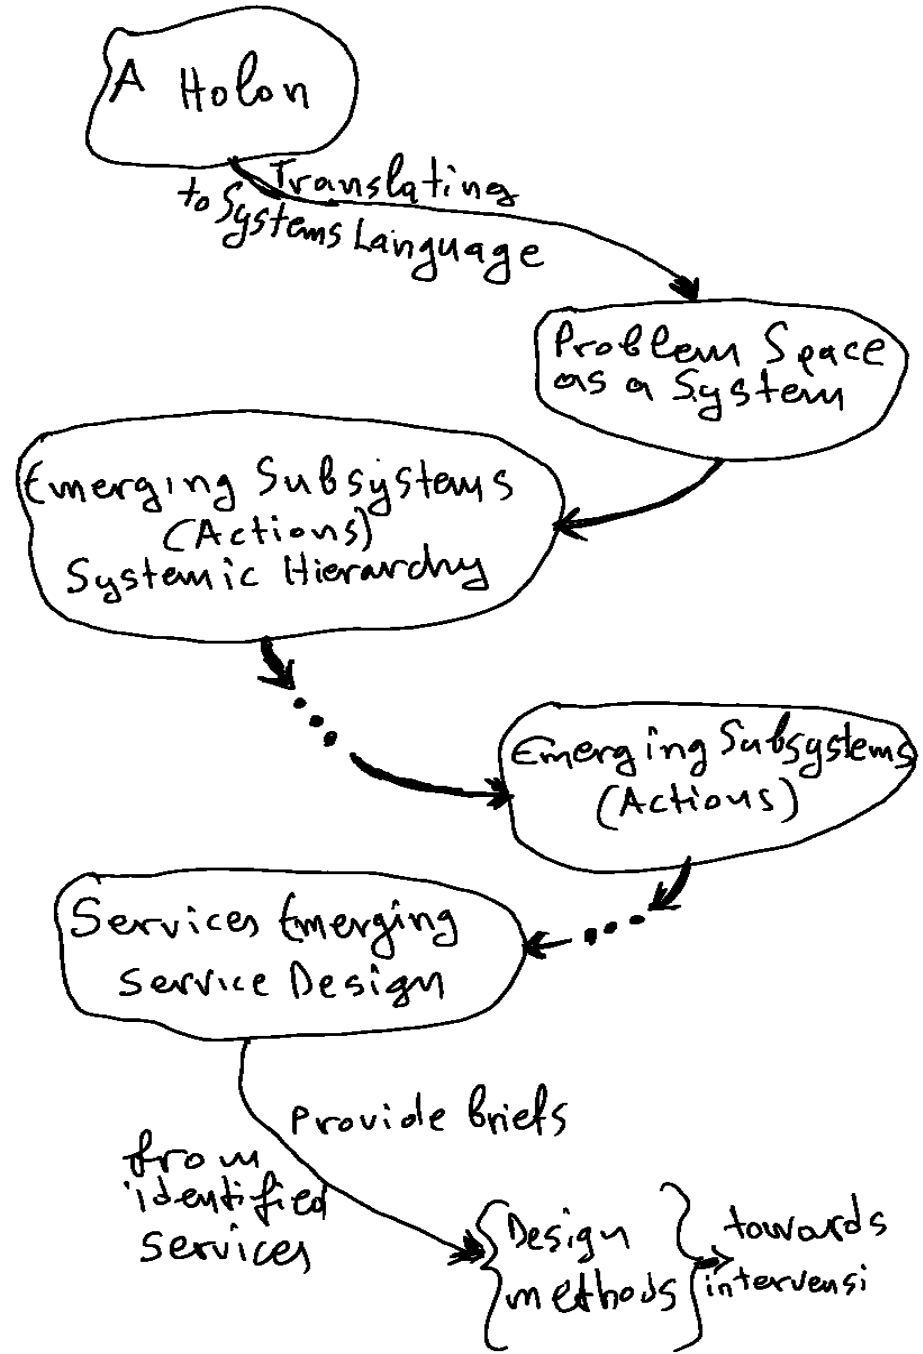 A Holon
Translating
to Systems Language
Problem Space
as a System
Emerging Subsystems
(Actions)
Systemic Hierarchy
Emerging Subsystems
(Actions)
Services Emerging
Service Design
Provide briefs
from
identified
services
Design
methods
towards
intervensi